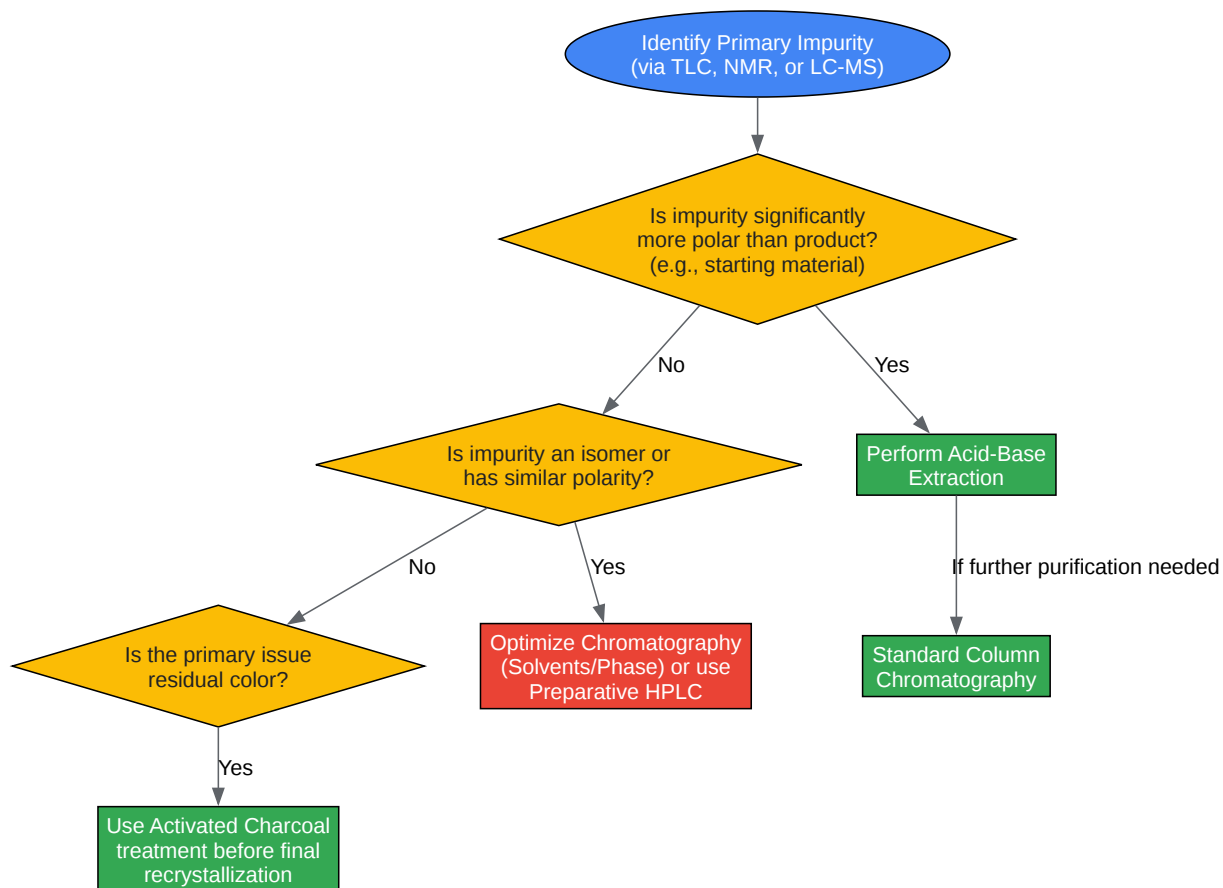 Identify Primary Impurity
(via TLC, NMR, or LC-MS)
Is impurity significantly
more polar than product?
(e.g., starting material)
No
Yes
Is impurity an isomer or
has similar polarity?
Perform Acid-Base
Extraction
No
Yes
If further purification needed
Is the primary issue
residual color?
Optimize Chromatography
(Solvents/Phase) or use
Preparative HPLC
Standard Column
Chromatography
Yes
Use Activated Charcoal
treatment before final
recrystallization